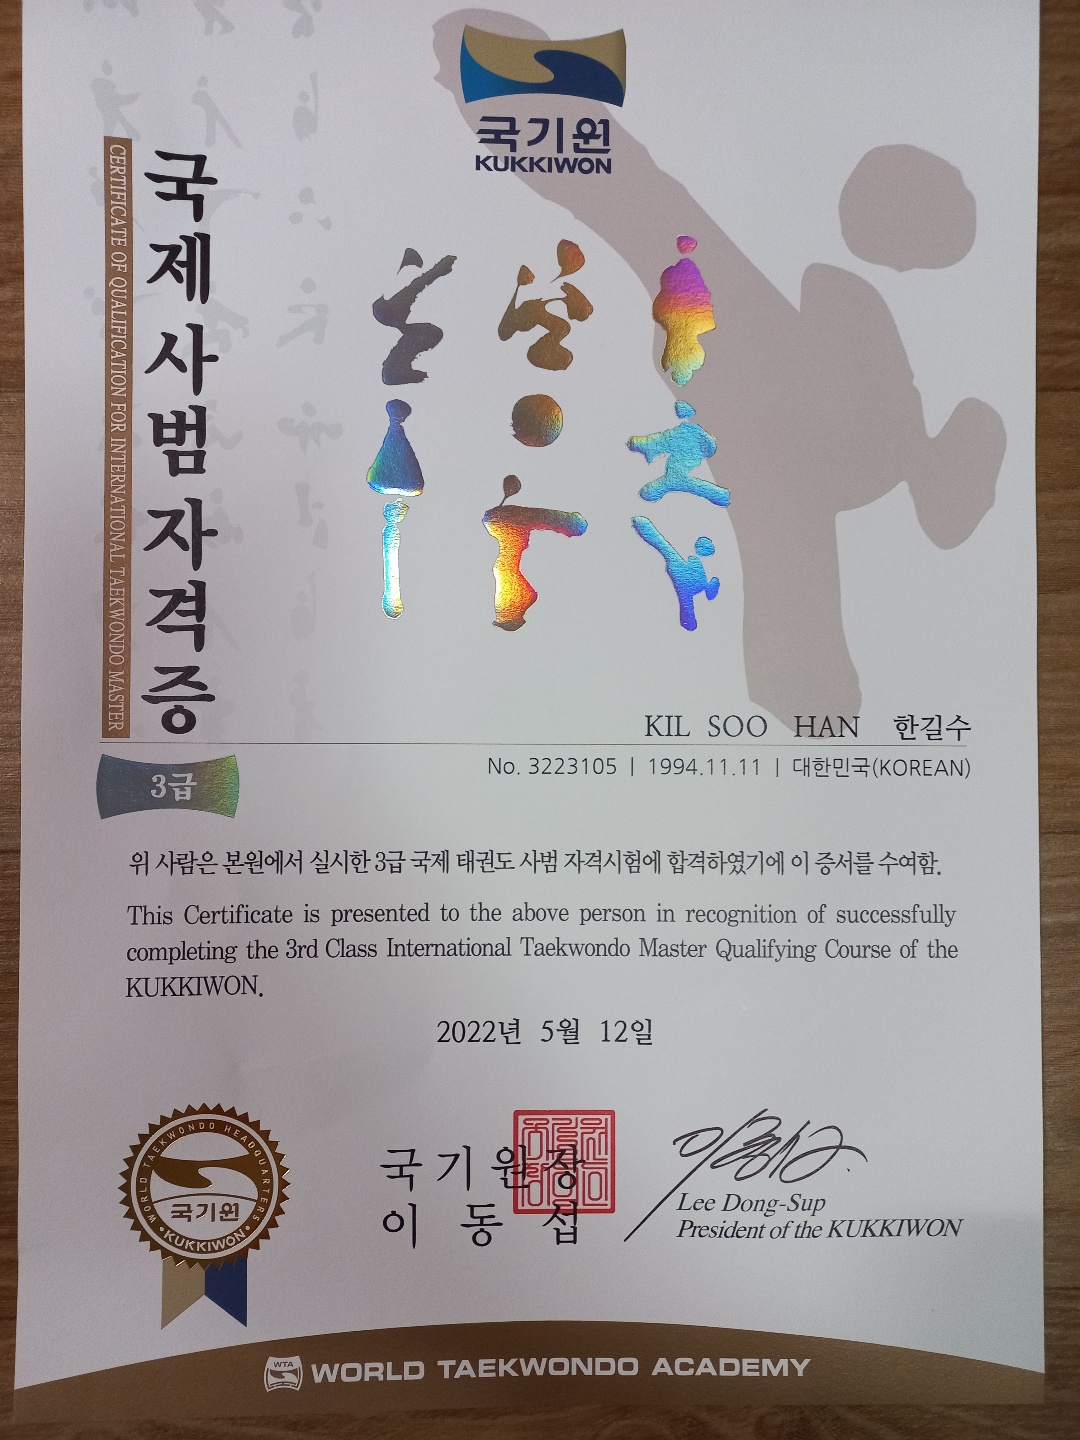 국기원
KUKKIWON
국제사범자격증
CERTIFICATE OF QUALIFICATION FOR INTERNATIONAL TAEKWONDO MASTER
KIL SOO HAN 한길수
3급
No. 3223105 | 1994.11.11 | 대한민국(KOREAN)
위 사람은 본원에서 실시한 3급 국제 태권도 사범 자격시험에 합격하였기에 이 증서를 수여함.
This Certificate is presented to the above person in recognition of successfully
completing the 3rd Class International Taekwondo Master Qualifying Course of the
KUKKIWON.
2022년 5월 12일
WORLD TAEKWONDO HEADQUARTERS
국기원
KUKKIWON
국기원장
이동섭
Lee Dong-Sup
President of the KUKKIWON
WTA
WORLD TAEKWONDO ACADEMY